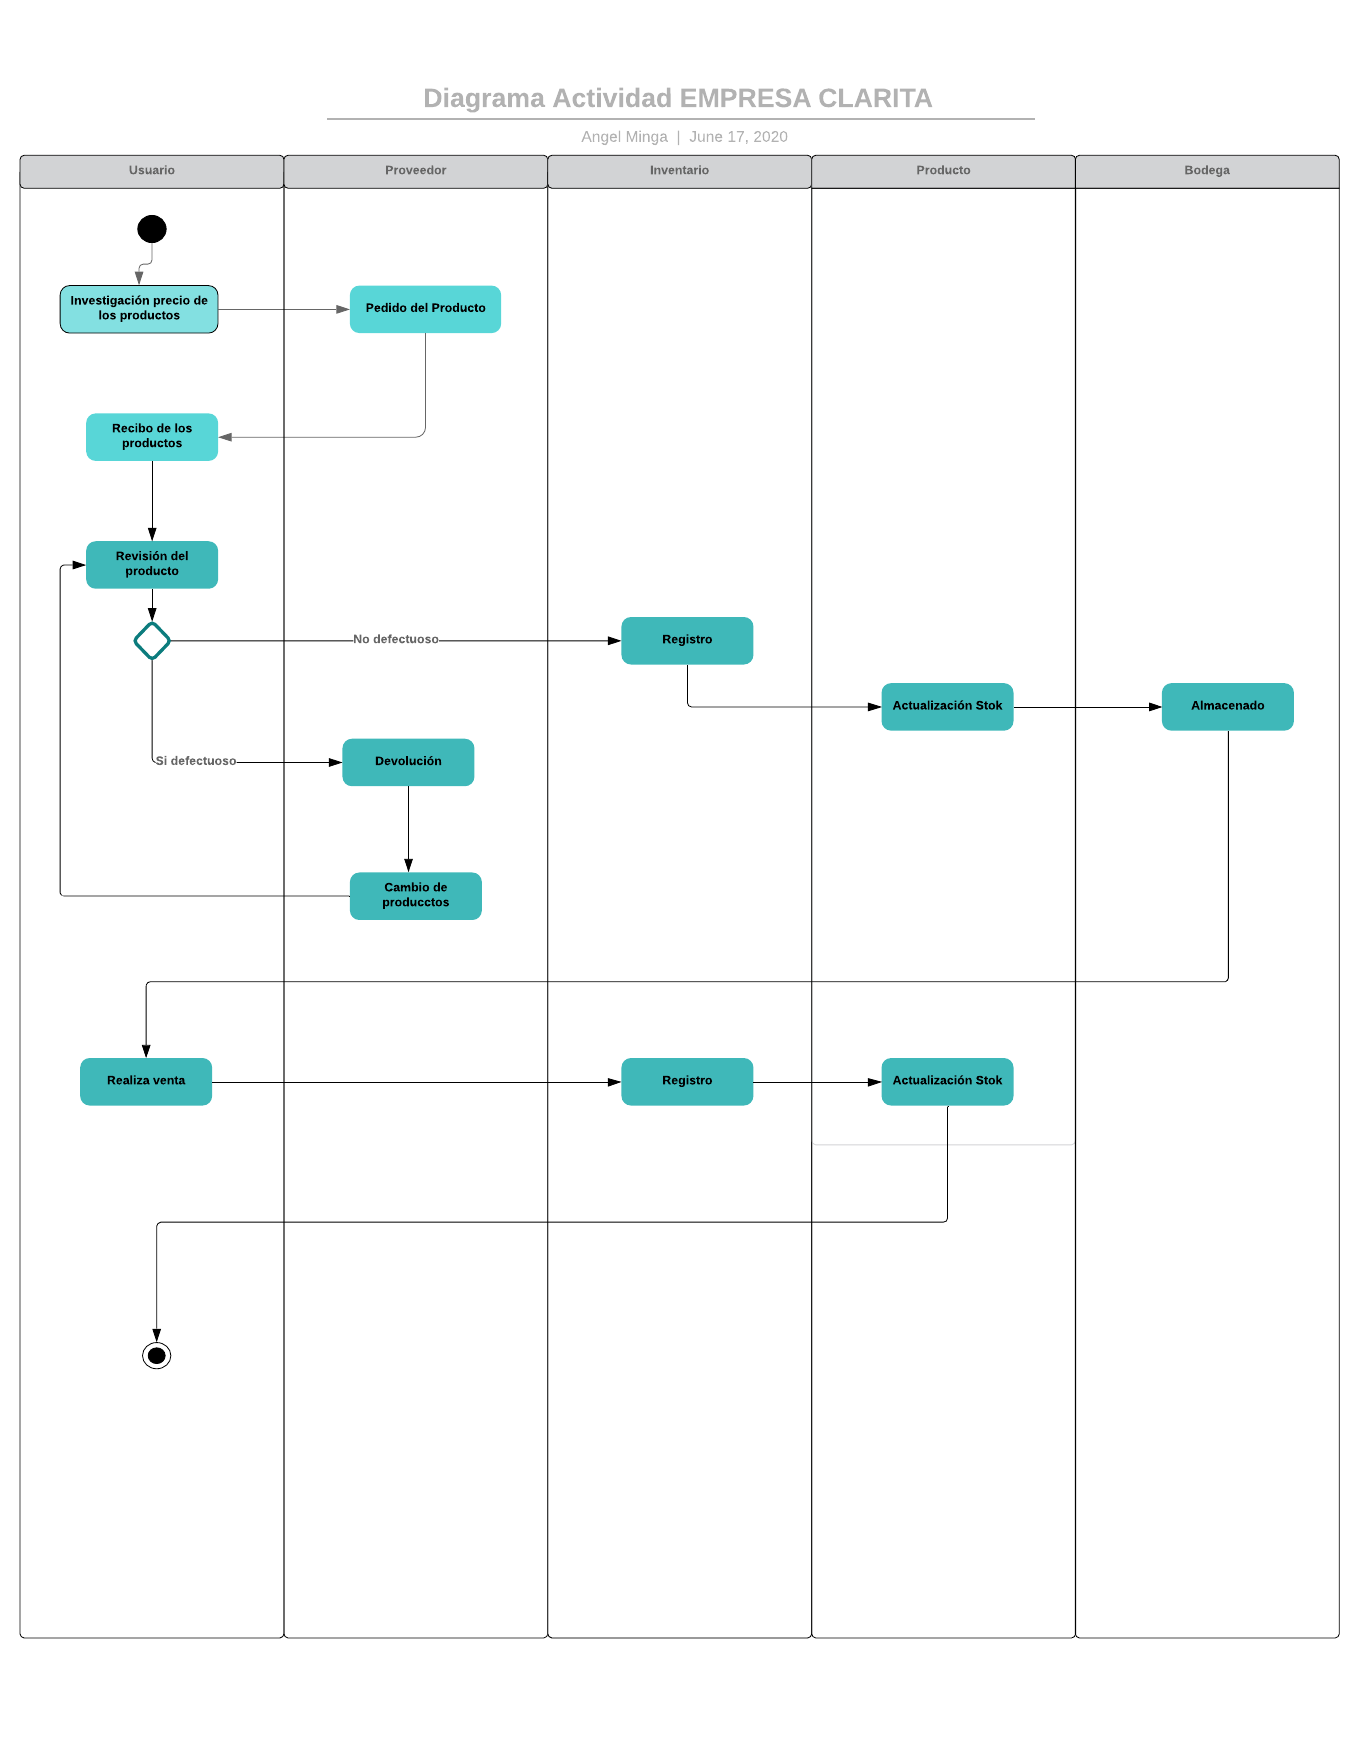 Diagrama Actividad EMPRESA CLARITA
Angel Minga | June 17, 2020
Usuario
Proveedor
Inventario
Producto
Bodega
Investigación precio de
los productos
Pedido del Producto
Recibo de los
productos
Revisión del
producto
No defectuoso
Registro
Actualización Stok
Almacenado
Si defectuoso
Devolución
Cambio de
producctos
Realiza venta
Registro
Actualización Stok